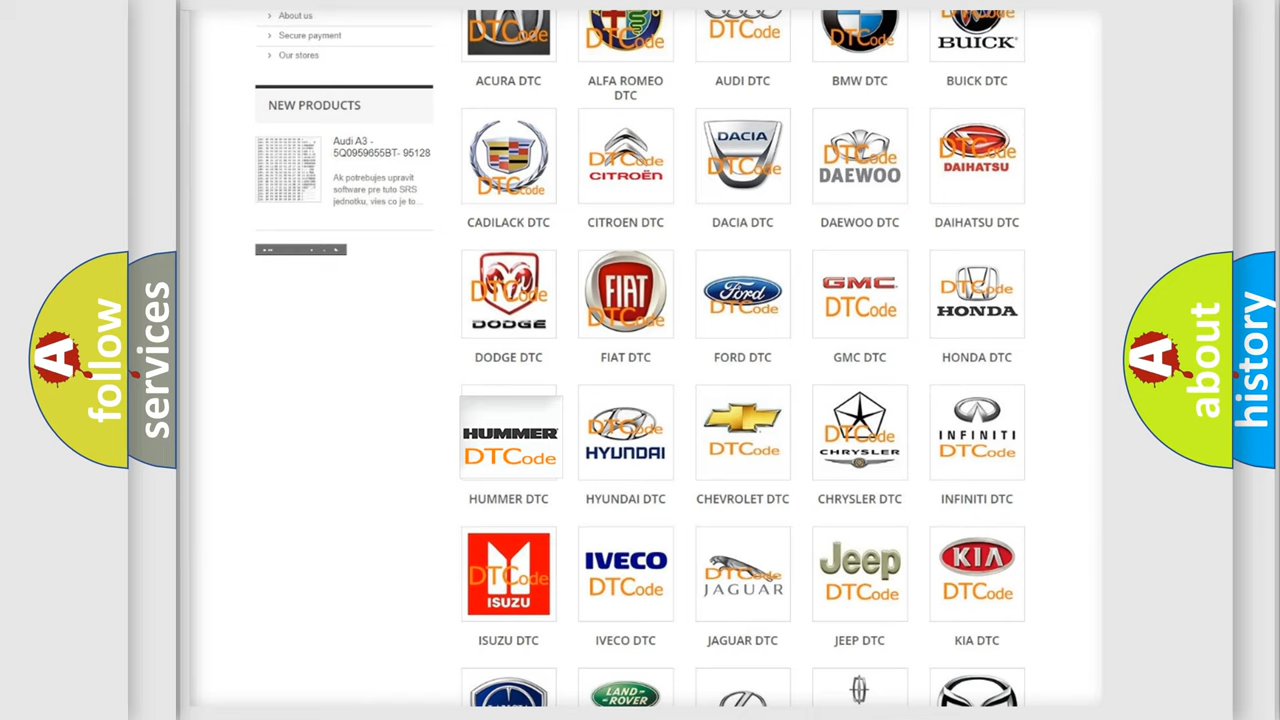 About us
Secure payment
Our stores
NEW PRODUCTS
Audi A3 -
5Q0959655BT- 95128
Ak potrebujes upravit
software pre tuto SRS
jednotku, vies co je to...
DTCode
DTCode
DTCode
DTCode
DTCode
BUICK
ACURA DTC
ALFA ROMEO
DTC
AUDI DTC
BMW DTC
BUICK DTC
DTCode
DTCode
CITROËN
DACIA
DTCode
DTCode
DAEWOO
DTCode
DAIHATSU
CADILACK DTC
CITROEN DTC
DACIA DTC
DAEWOO DTC
DAIHATSU DTC
DTCode
DODGE
FIAT
DTCode
Ford
DTCode
GMC
DTCode
DTCode
HONDA
DODGE DTC
FIAT DTC
FORD DTC
GMC DTC
HONDA DTC
HUMMER
DTCode
DTCode
HYUNDAI
DTCode
DTCode
CHRYSLER
INFINITI
DTCode
HUMMER DTC
HYUNDAI DTC
CHEVROLET DTC
CHRYSLER DTC
INFINITI DTC
DTCode
ISUZU
IVECO
DTCode
DTCode
JAGUAR
Jeep
DTCode
KIA
DTCode
ISUZU DTC
IVECO DTC
JAGUAR DTC
JEEP DTC
KIA DTC
LAND-
ROVER
A follow
services
A about
history